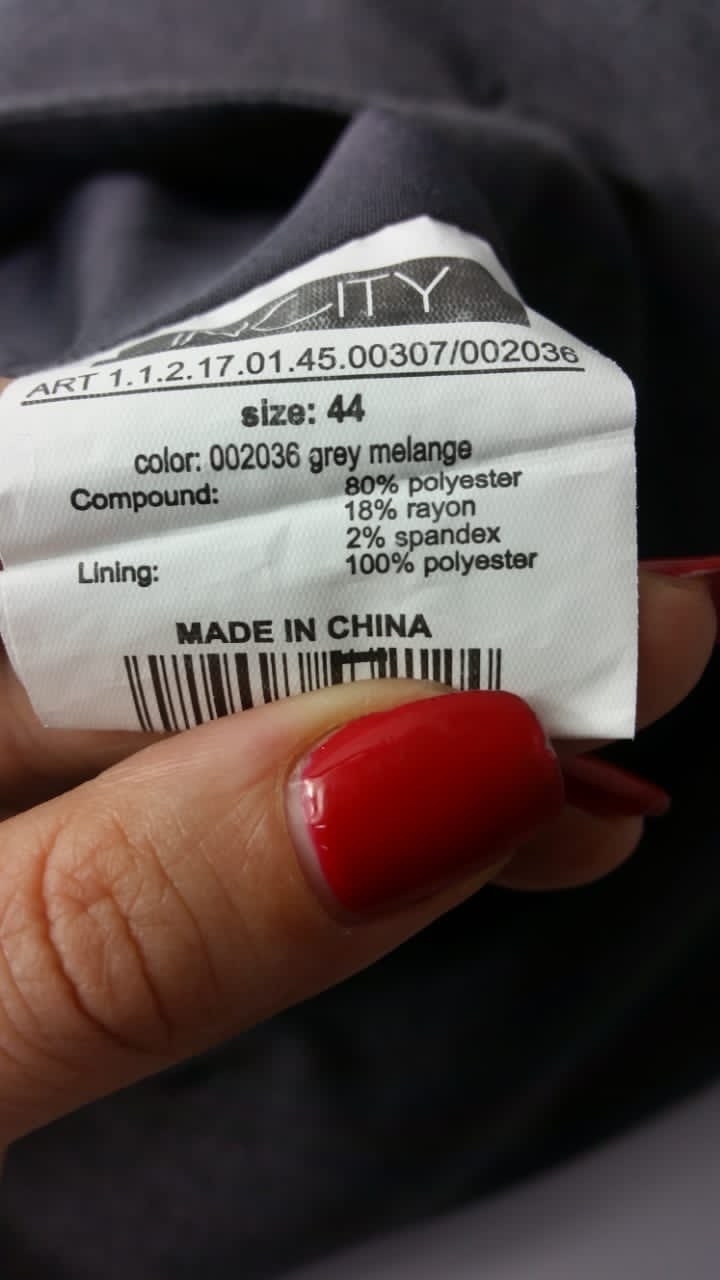 INCITY
ART 1.1.2.17.01.45.00307/002036
size: 44
color: 002036 grey melange
Compound: 80% polyester
18% rayon
2% spandex
Lining: 100% polyester
MADE IN CHINA